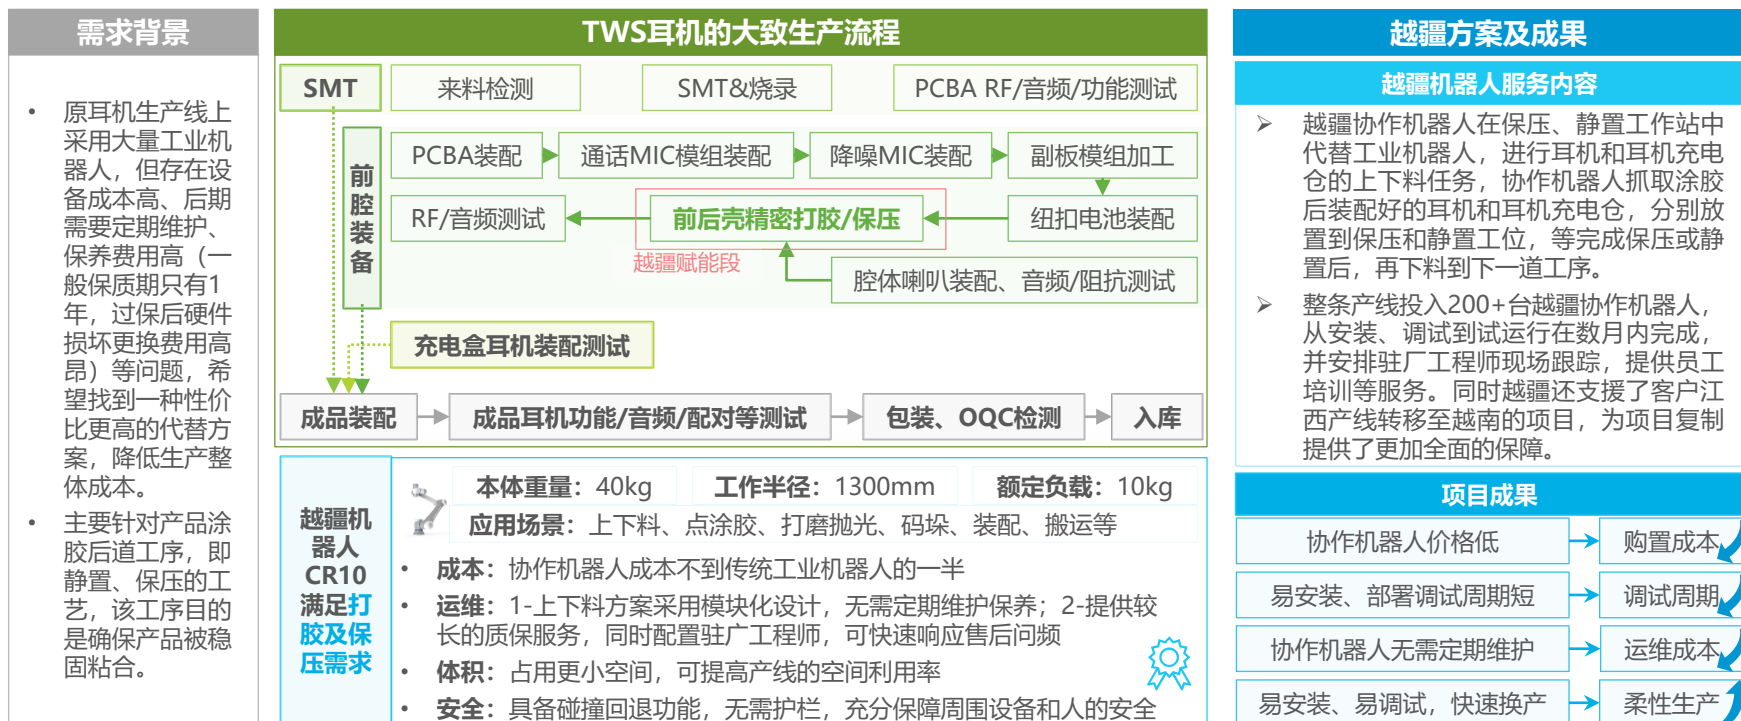 需求背景
• 原耳机生产线上
采用大量工业机
器人，但存在设
备成本高、后期
需要定期维护、
保养费用高（一
般保质期只有1
年，过保后硬件
损坏更换费用高
昂）等问题，希
望找到一种性价
比更高的代替方
案，降低生产整
体成本。
• 主要针对产品涂
胶后道工序，即
静置、保压的工
艺，该工序目的
是确保产品被稳
固粘合。
TWS耳机的大致生产流程
SMT
来料检测
SMT&烧录
PCBA RF/音频/功能测试
前腔装备
PCBA装配
通话MIC模组装配
降噪MIC装配
副板模组加工
RF/音频测试
前后壳精密打胶/保压
纽扣电池装配
越疆赋能段
腔体喇叭装配、音频/阻抗测试
充电盒耳机装配测试
成品装配
成品耳机功能/音频/配对等测试
包装、OQC检测
入库
越疆机
器人
CR10
满足打
胶及保
压需求
本体重量：40kg
工作半径：1300mm
额定负载：10kg
应用场景：上下料、点涂胶、打磨抛光、码垛、装配、搬运等
• 成本：协作机器人成本不到传统工业机器人的一半
• 运维：1-上下料方案采用模块化设计，无需定期维护保养；2-提供较
长的质保服务，同时配置驻广工程师，可快速响应售后问频
• 体积：占用更小空间，可提高产线的空间利用率
• 安全：具备碰撞回退功能，无需护栏，充分保障周围设备和人的安全
越疆方案及成果
越疆机器人服务内容
➢ 越疆协作机器人在保压、静置工作站中
代替工业机器人，进行耳机和耳机充电
仓的上下料任务，协作机器人抓取涂胶
后装配好的耳机和耳机充电仓，分别放
置到保压和静置工位，等完成保压或静
置后，再下料到下一道工序。
➢ 整条产线投入200+台越疆协作机器人，
从安装、调试到试运行在数月内完成，
并安排驻厂工程师现场跟踪，提供员工
培训等服务。同时越疆还支援了客户江
西产线转移至越南的项目，为项目复制
提供了更加全面的保障。
项目成果
协作机器人价格低
购置成本
易安装、部署调试周期短
调试周期
协作机器人无需定期维护
运维成本
易安装、易调试，快速换产
柔性生产